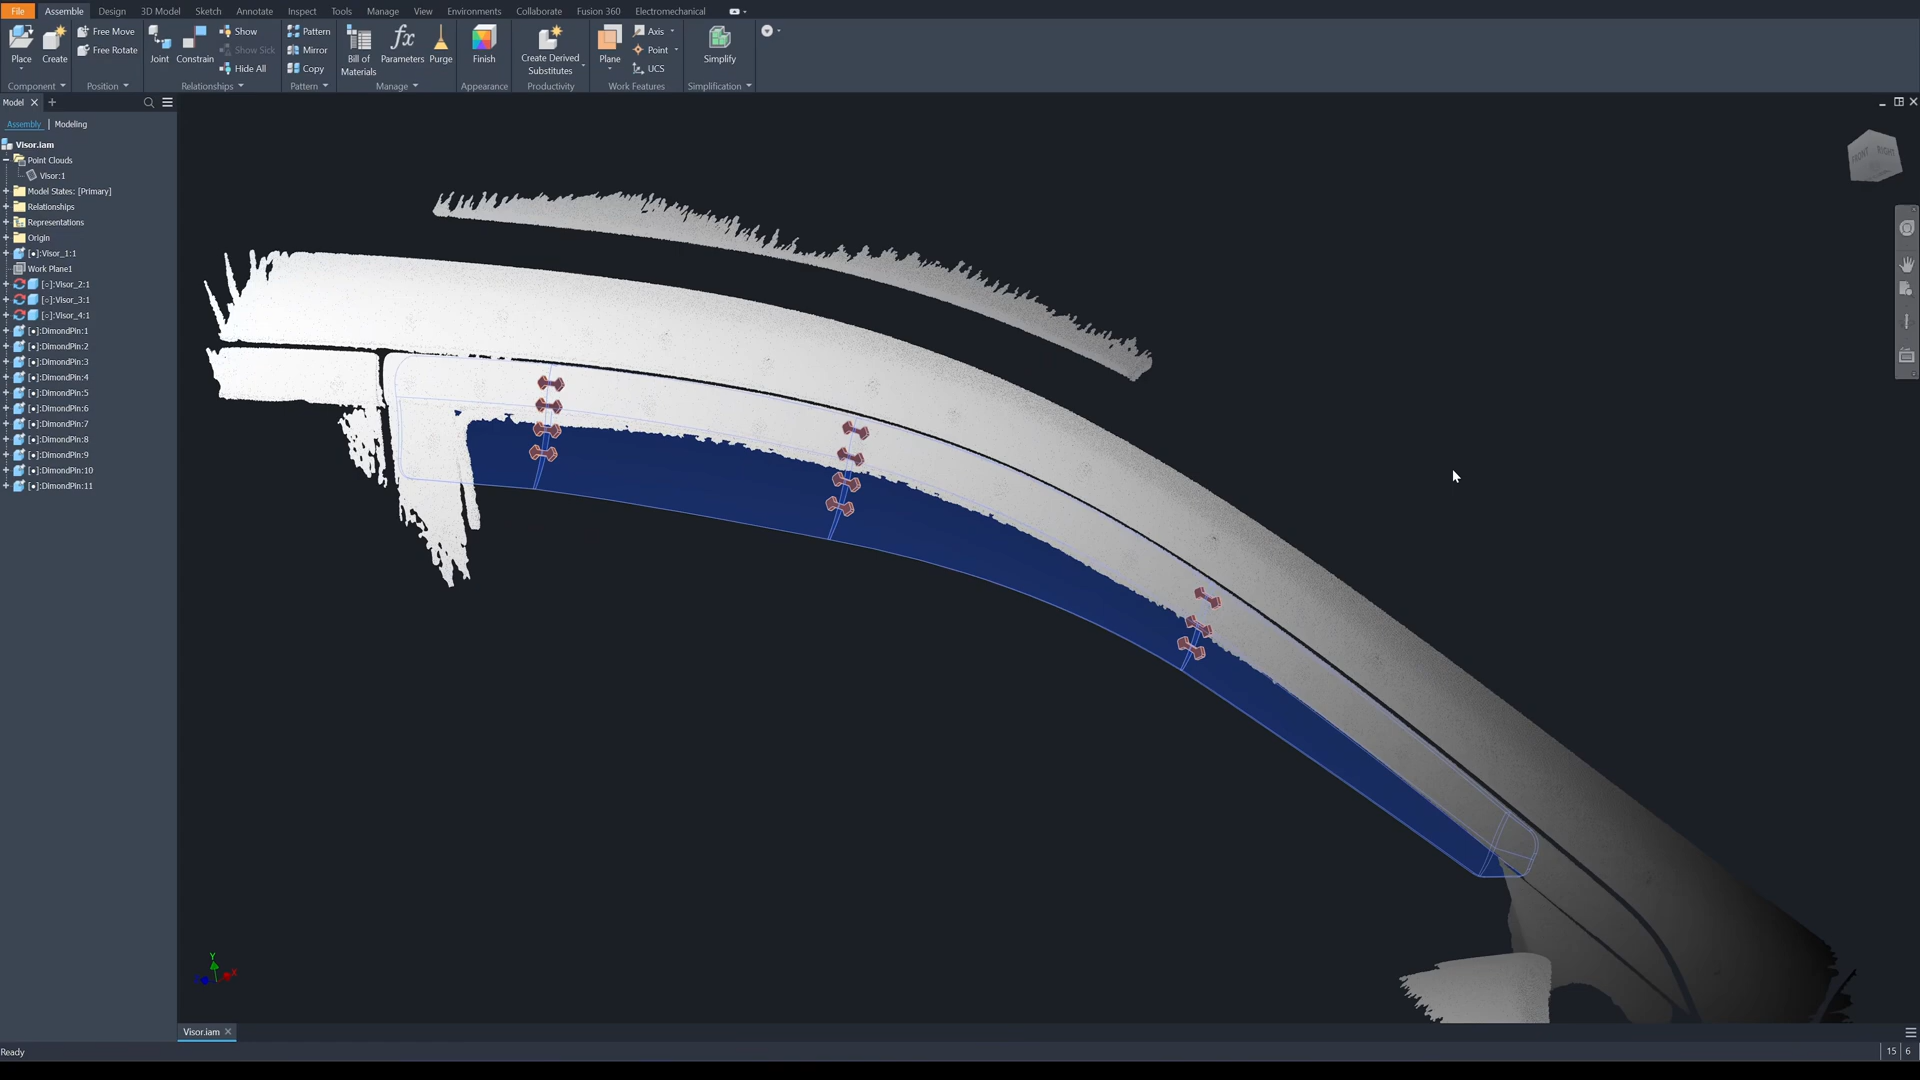 File Assemble Design 3D Model Sketch Annotate Inspect Tools Manage View Environments Collaborate Fusion 360 Electromechanical
Free Move
Show
Pattern
Axis
Free Rotate
Show Sick
Mirror
Point
Place
Create
Joint
Constrain
Hide All
Copy
Bill of
Materials
Parameters
Purge
Finish
Create Derived
Substitutes
Plane
UCS
Simplify
Component Position Relationships Pattern Manage Appearance Productivity Work Features Simplification
Model
Assembly | Modeling
Visor.iam
Point Clouds
Visor:1
Model States: [Primary]
Relationships
Representations
Origin
[•]:Visor_1:1
Work Plane1
[○]:Visor_2:1
[○]:Visor_3:1
[○]:Visor_4:1
[•]:DimondPin:1
[•]:DimondPin:2
[•]:DimondPin:3
[•]:DimondPin:4
[•]:DimondPin:5
[•]:DimondPin:6
[•]:DimondPin:7
[•]:DimondPin:8
[•]:DimondPin:9
[•]:DimondPin:10
[•]:DimondPin:11
FRONT RIGHT
Y
X
Visor.iam
Ready
15 6